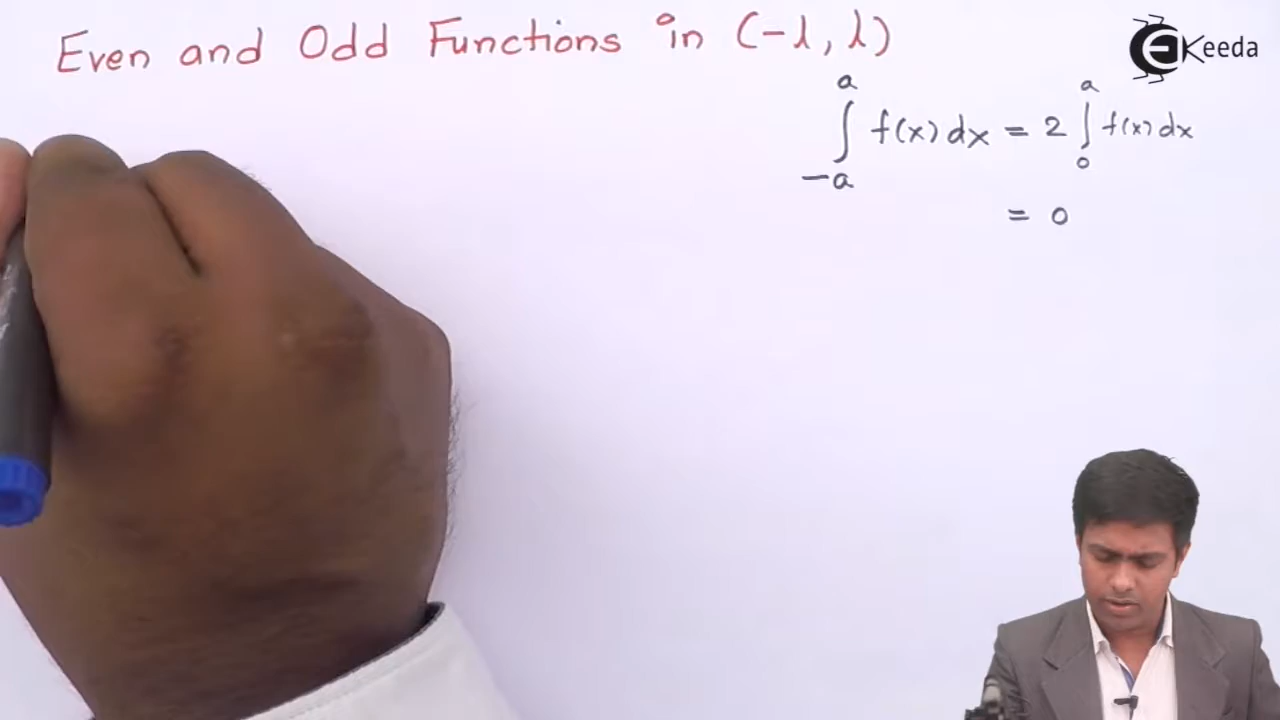 Even and Odd Functions in (-l, l)
EKeeda
a a
∫ f(x) dx = 2 ∫ f(x) dx
-a 0
= 0